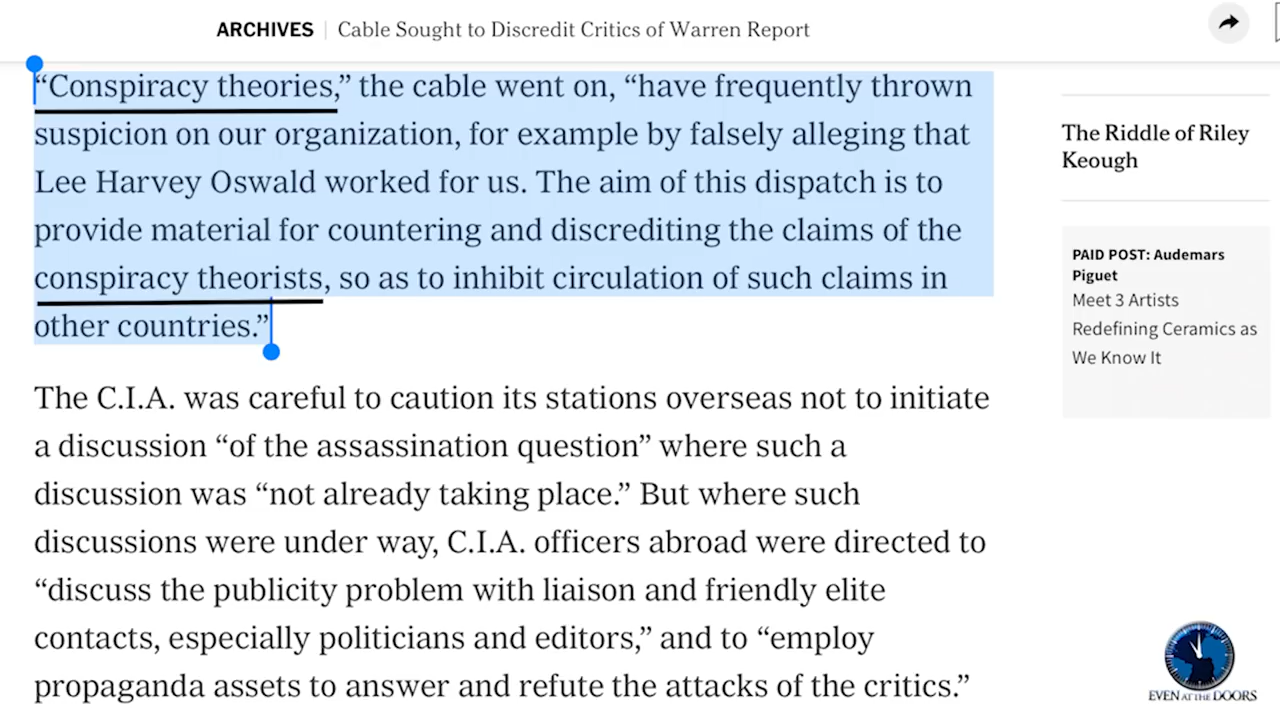 ARCHIVES | Cable Sought to Discredit Critics of Warren Report
“Conspiracy theories,” the cable went on, “have frequently thrown
suspicion on our organization, for example by falsely alleging that
Lee Harvey Oswald worked for us. The aim of this dispatch is to
provide material for countering and discrediting the claims of the
conspiracy theorists, so as to inhibit circulation of such claims in
other countries.”
The C.I.A. was careful to caution its stations overseas not to initiate
a discussion “of the assassination question” where such a
discussion was “not already taking place.” But where such
discussions were under way, C.I.A. officers abroad were directed to
“discuss the publicity problem with liaison and friendly elite
contacts, especially politicians and editors,” and to “employ
propaganda assets to answer and refute the attacks of the critics.”
The Riddle of Riley
Keough
PAID POST: Audemars
Piguet
Meet 3 Artists
Redefining Ceramics as
We Know It
EVEN AT THE DOORS